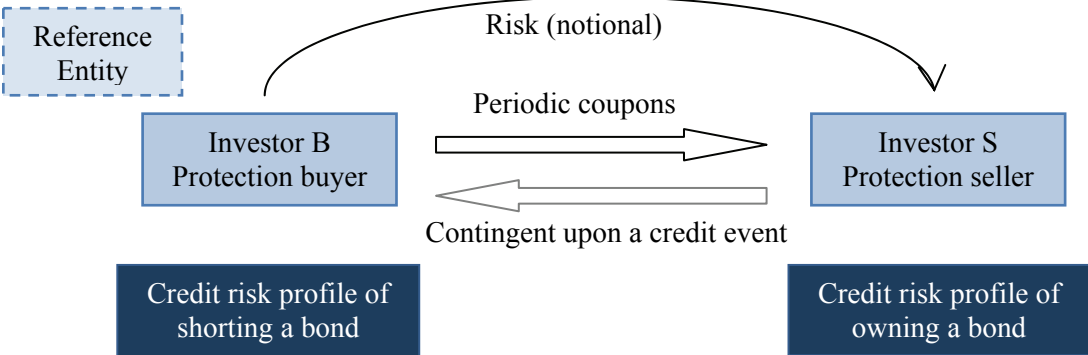 Reference
Entity
Risk (notional)
Periodic coupons
Investor B
Protection buyer
Investor S
Protection seller
Contingent upon a credit event
Credit risk profile of
shorting a bond
Credit risk profile of
owning a bond